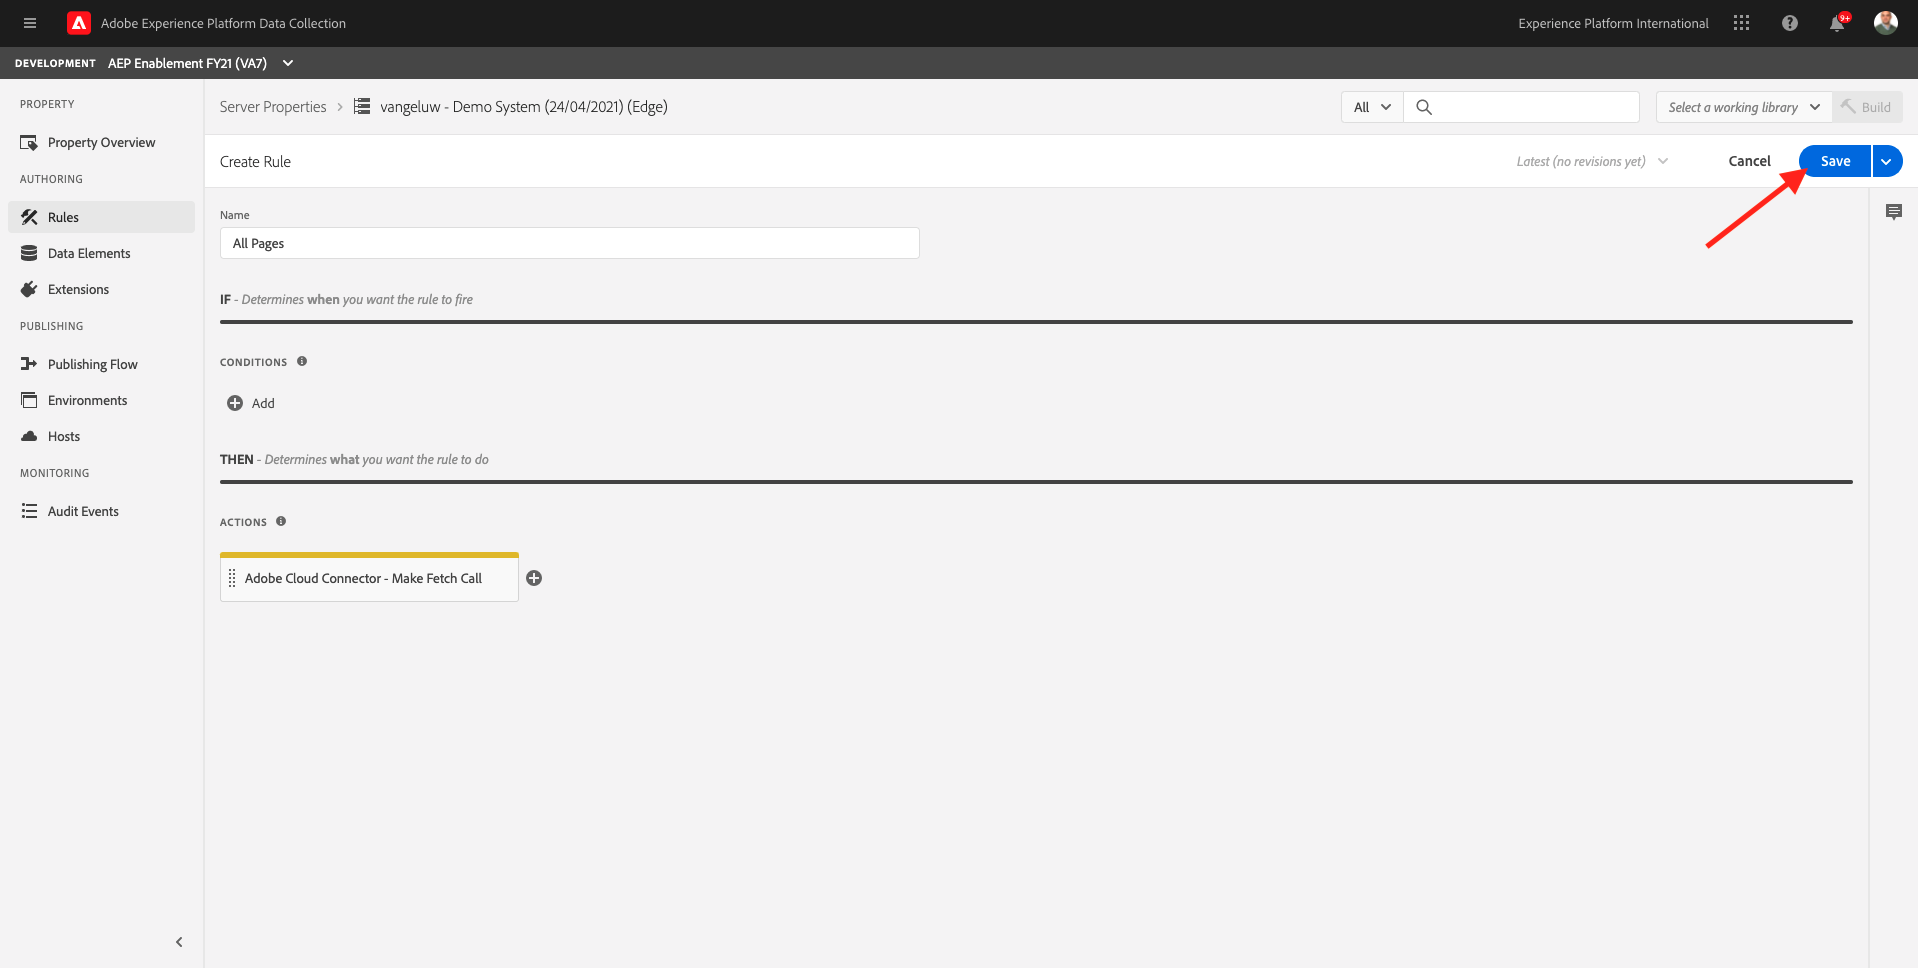 Adobe Experience Platform Data Collection
Experience Platform International
9+
DEVELOPMENT AEP Enablement FY21 (VA7)
PROPERTY
Property Overview
AUTHORING
Rules
Data Elements
Extensions
PUBLISHING
Publishing Flow
Environments
Hosts
MONITORING
Audit Events
Server Properties > vangeluw - Demo System (24/04/2021) (Edge)
All
Select a working library
Build
Create Rule
Latest (no revisions yet)
Cancel
Save
Name
All Pages
IF - Determines when you want the rule to fire
CONDITIONS
Add
THEN - Determines what you want the rule to do
ACTIONS
Adobe Cloud Connector - Make Fetch Call